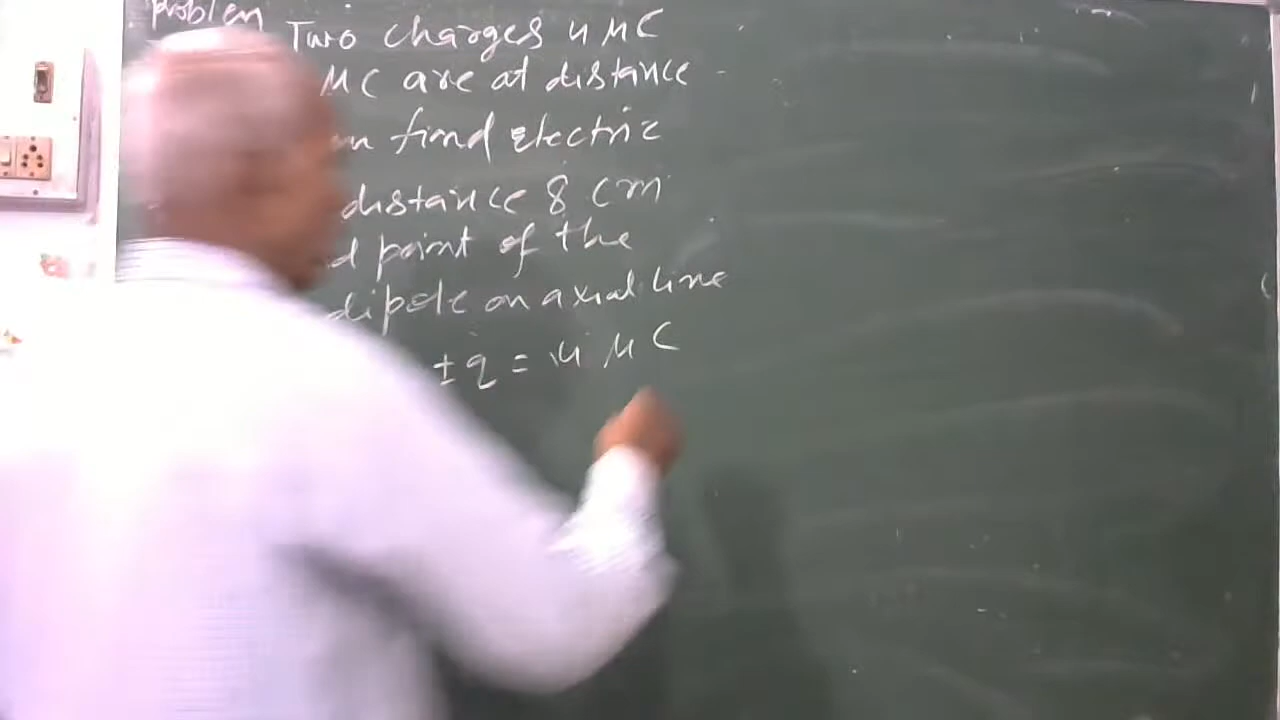 problem
Two charges 4 μC
μC are at distance
find electric
distance 8 cm
point of the
dipole on axial line
±q = 4 μC